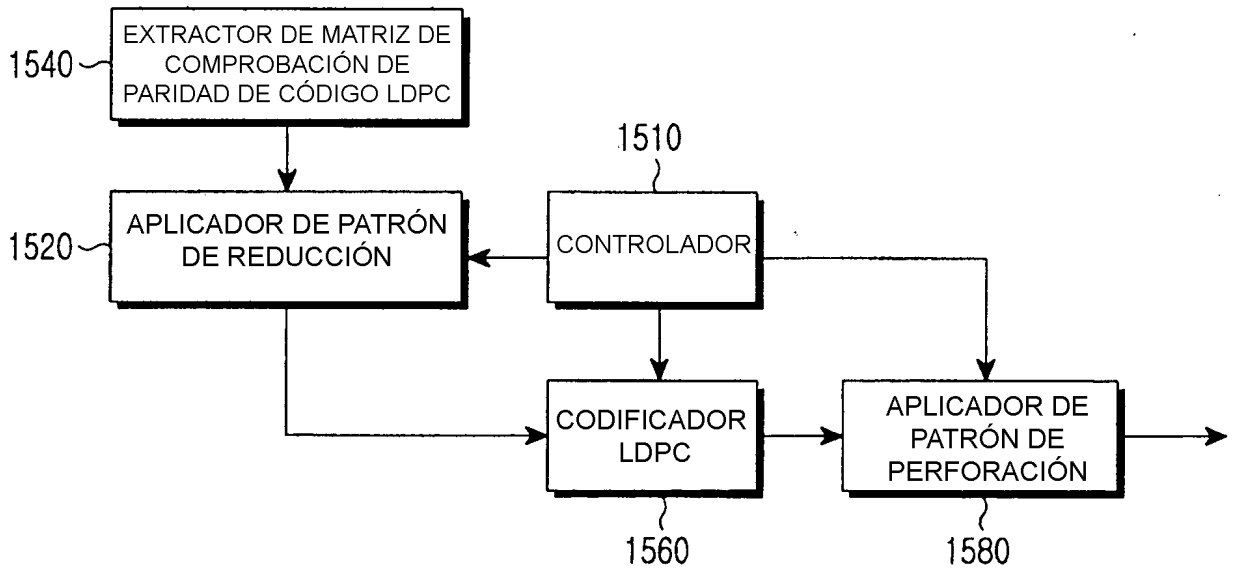 1540
EXTRACTOR DE MATRIZ DE
COMPROBACIÓN DE
PARIDAD DE CÓDIGO LDPC
1510
1520
APLICADOR DE PATRÓN
DE REDUCCIÓN
CONTROLADOR
CODIFICADOR
LDPC
APLICADOR DE
PATRÓN DE
PERFORACIÓN
1560
1580